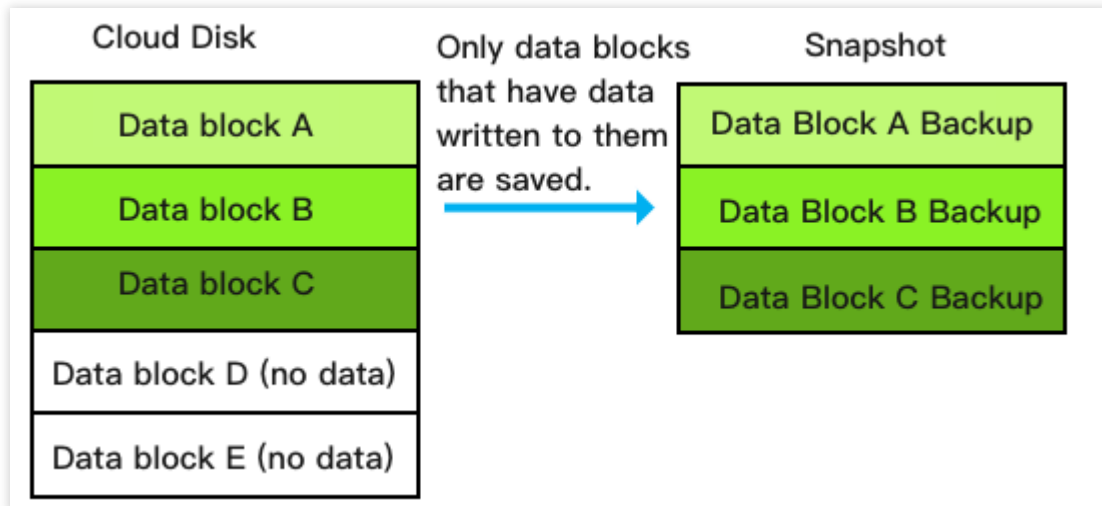 Cloud Disk
Data block A
Data block B
Data block C
Data block D (no data)
Data block E (no data)
Only data blocks
that have data
written to them
are saved.
Snapshot
Data Block A Backup
Data Block B Backup
Data Block C Backup